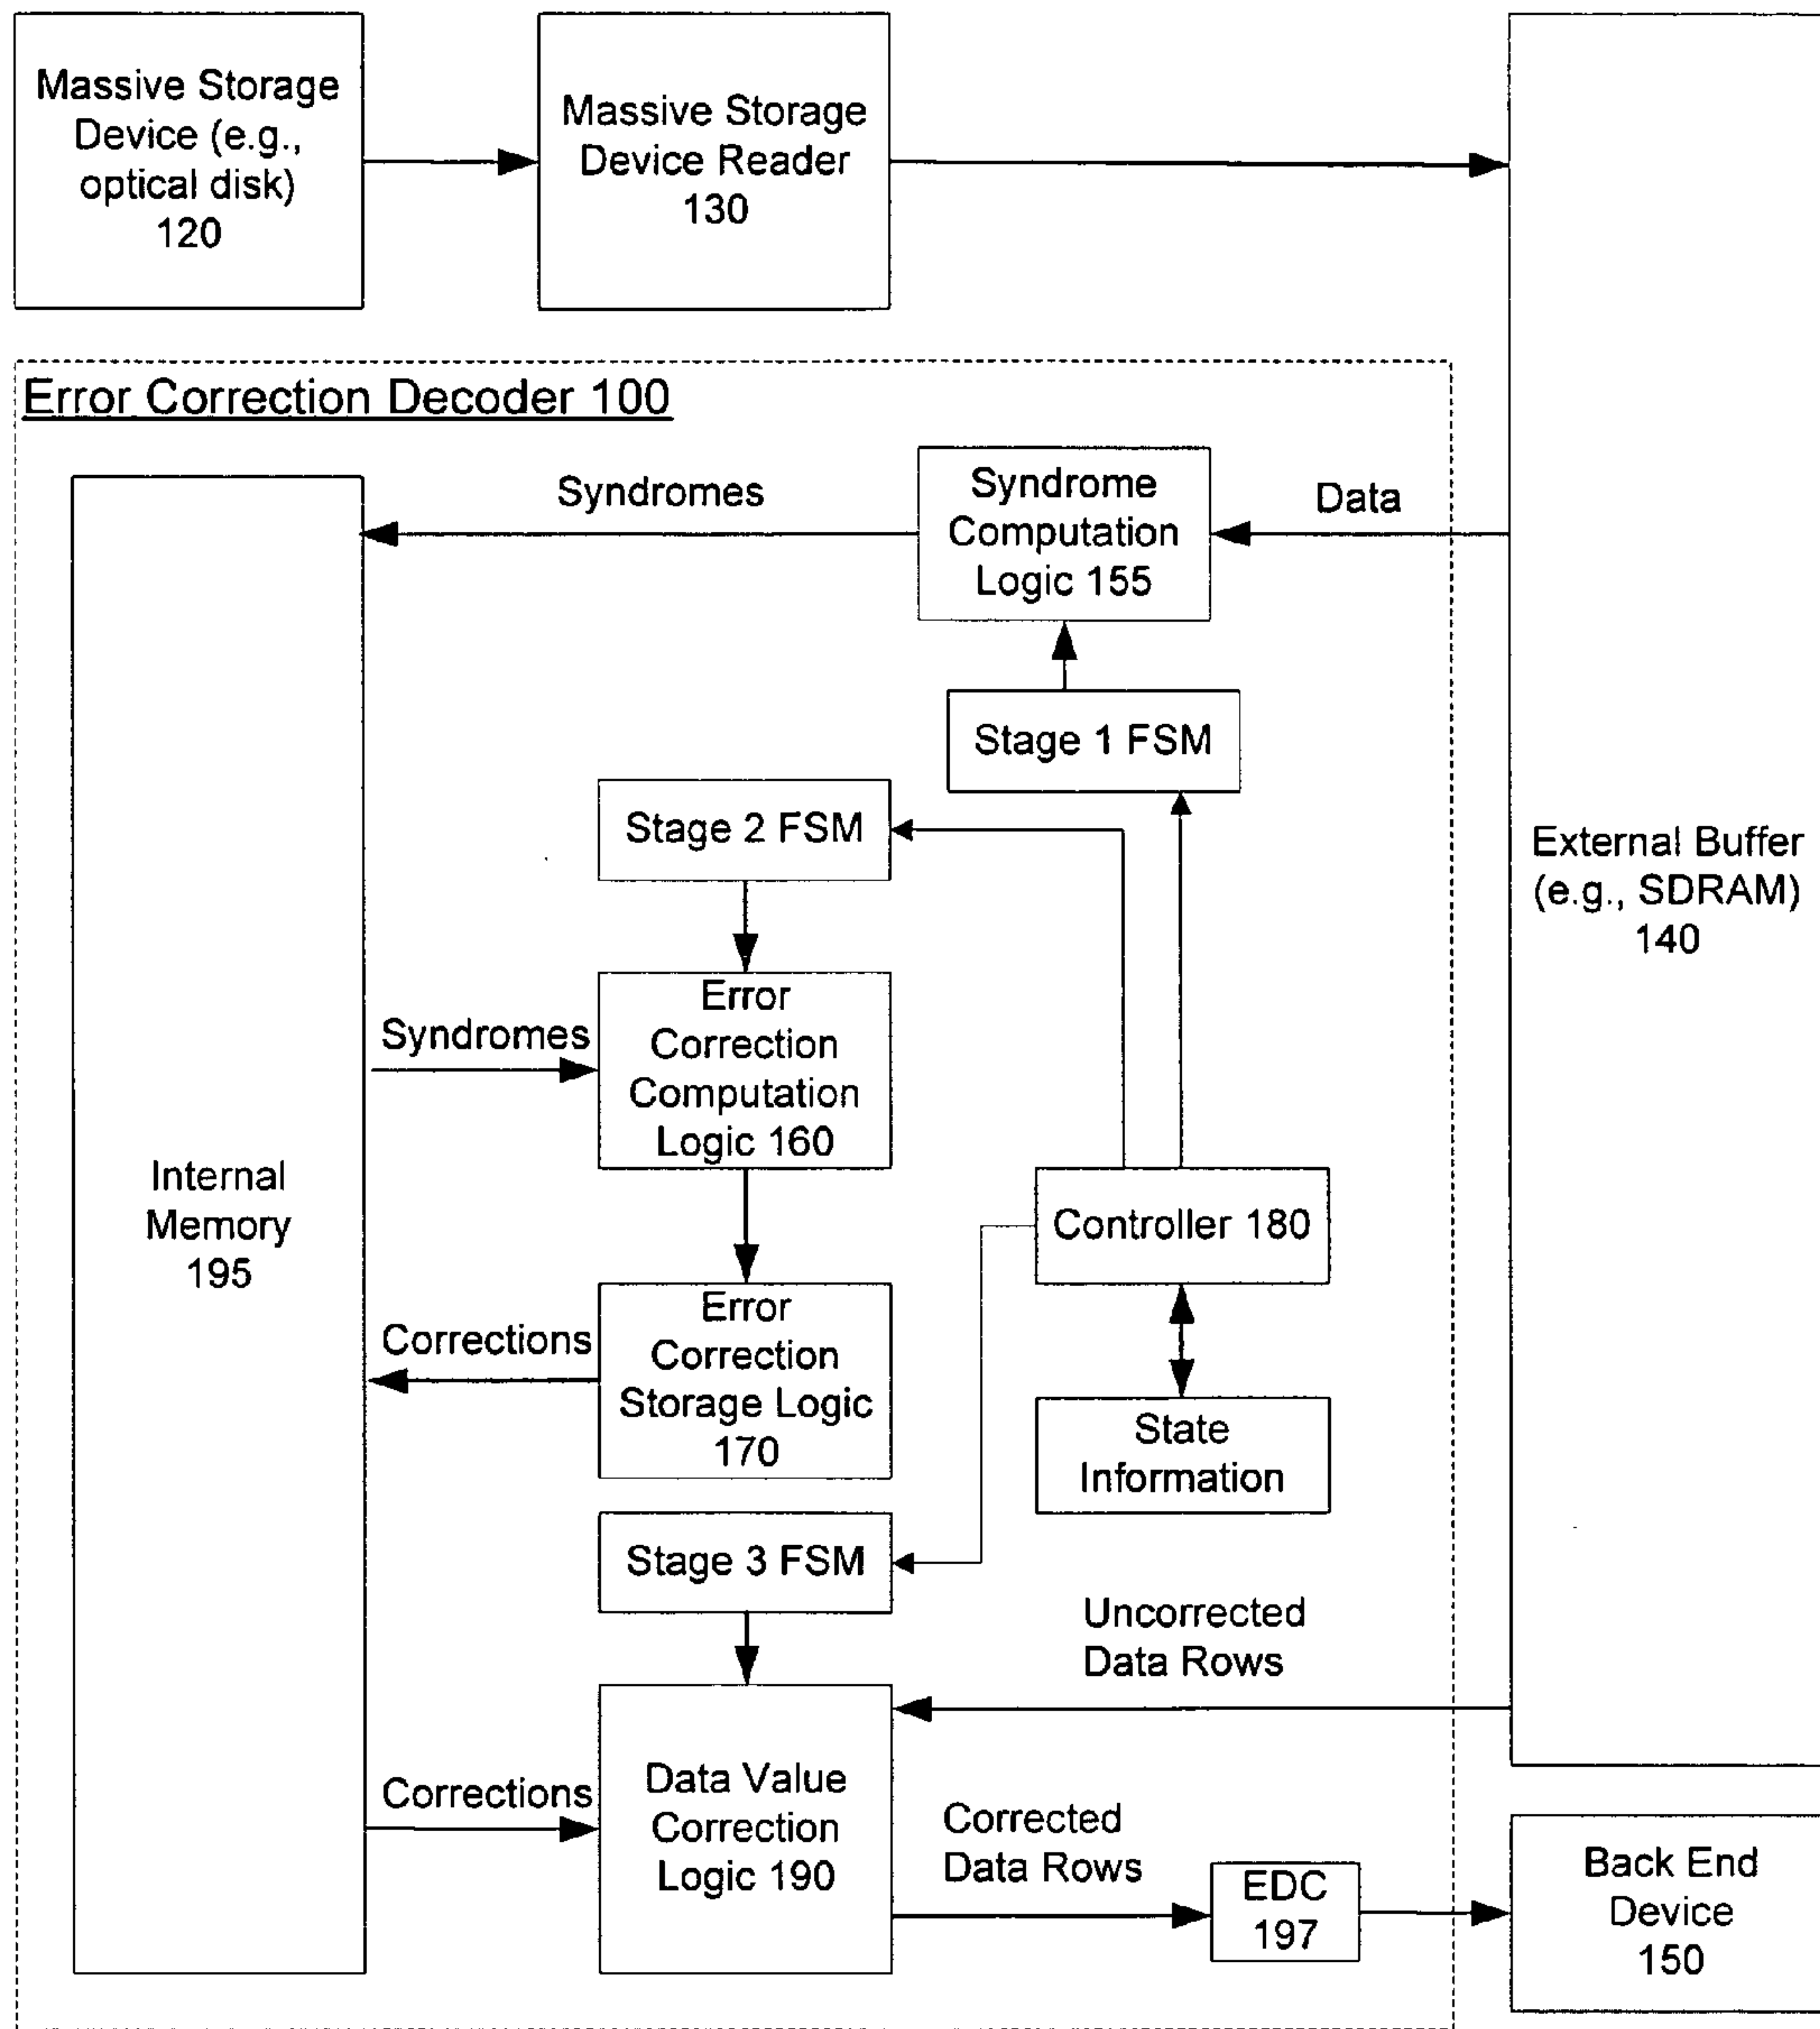 Massive Storage
Device (e.g.,
optical disk)
120
Massive Storage
Device Reader
130
Error Correction Decoder 100
Syndromes
Syndrome
Computation
Logic 155
Data
Stage 1 FSM
Stage 2 FSM
External Buffer
(e.g., SDRAM)
140
Syndromes
Error
Correction
Computation
Logic 160
Internal
Memory
195
Controller 180
Corrections
Error
Correction
Storage Logic
170
State
Information
Stage 3 FSM
Uncorrected
Data Rows
Corrections
Data Value
Correction
Logic 190
Corrected
Data Rows
EDC
197
Back End
Device
150